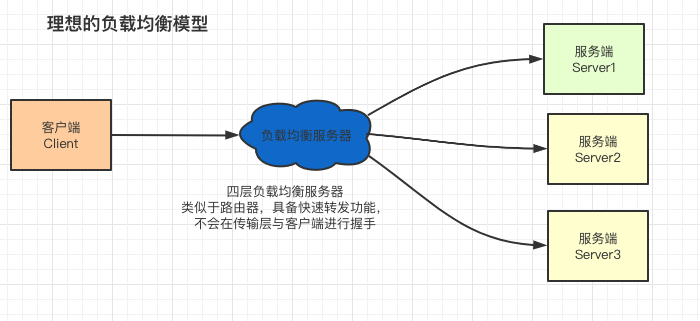 理想的负载均衡模型
服务端
Server1
客户端
Client
负载均衡服务器
服务端
Server2
四层负载均衡服务器
类似于路由器，具备快速转发功能，
不会在传输层与客户端进行握手
服务端
Server3